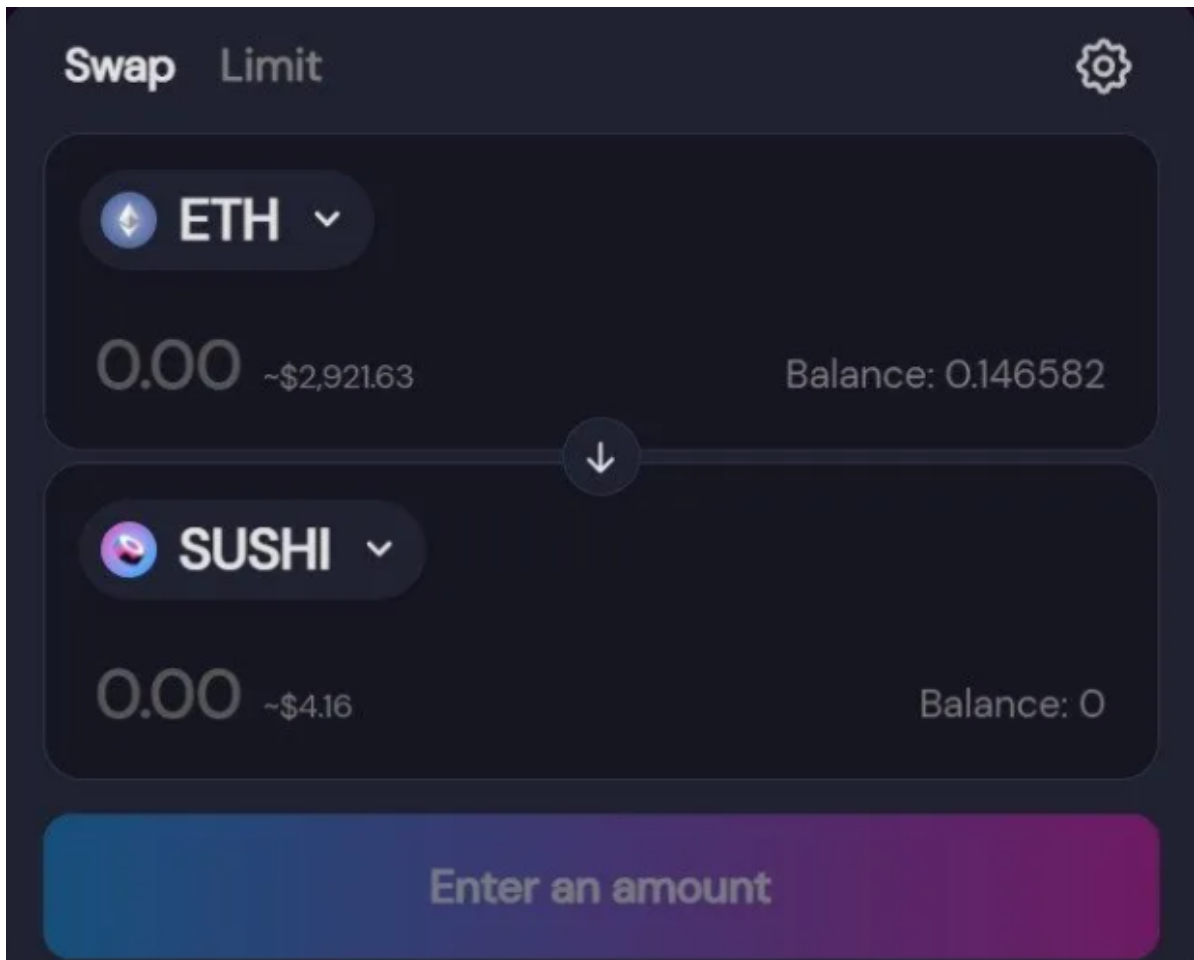 Swap Limit
ETH
0.00 ~$2,921.63 Balance: 0.146582
SUSHI
0.00 ~$4.16 Balance: 0
Enter an amount